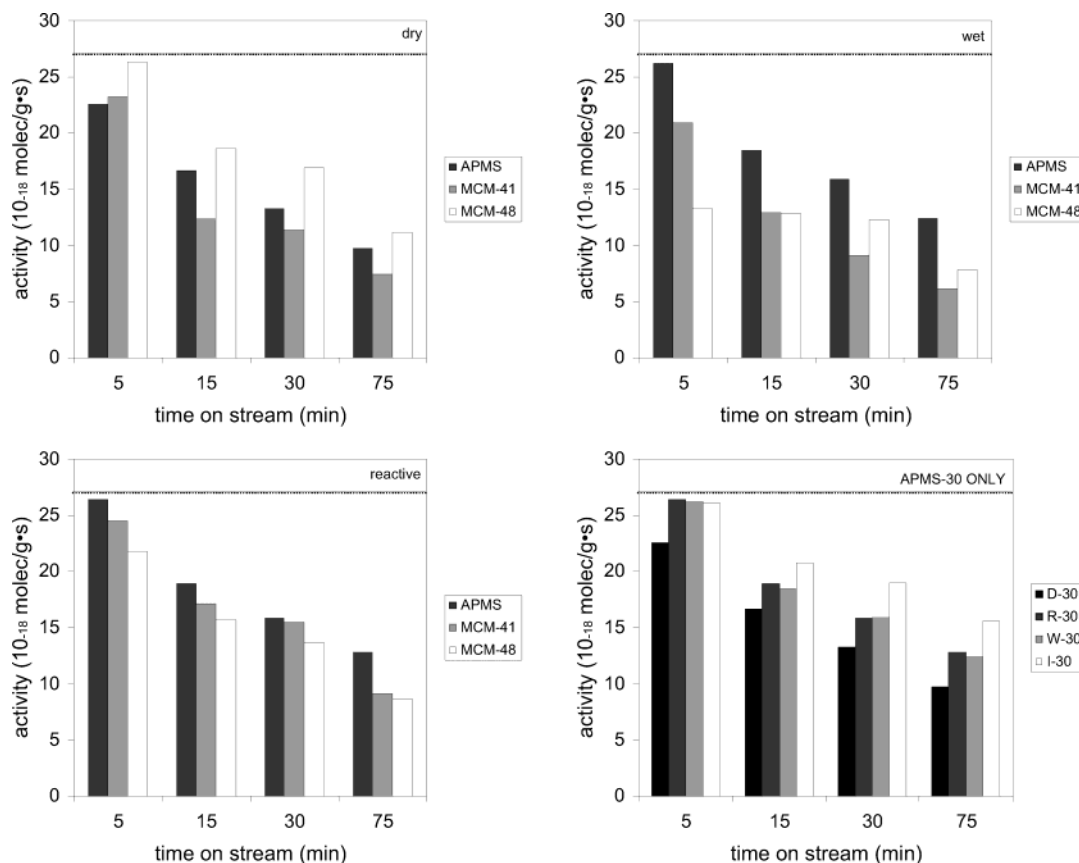 30
25
20
15
10
5
0
activity (10-18 molec/g•s)
dry
5 15 30 75
time on stream (min)
APMS
MCM-41
MCM-48
30
25
20
15
10
5
0
activity (10-18 molec/g•s)
wet
5 15 30 75
time on stream (min)
APMS
MCM-41
MCM-48
30
25
20
15
10
5
0
activity (10-18 molec/g•s)
reactive
5 15 30 75
time on stream (min)
APMS
MCM-41
MCM-48
30
25
20
15
10
5
0
activity (10-18 molec/g•s)
APMS-30 ONLY
5 15 30 75
time on stream (min)
D-30
R-30
W-30
I-30